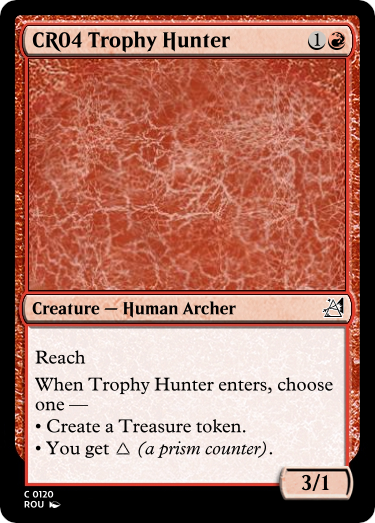 CR04 Trophy Hunter 1
Creature — Human Archer
Reach
When Trophy Hunter enters, choose
one —
• Create a Treasure token.
• You get △ (a prism counter).
3/1
C 0120
ROU